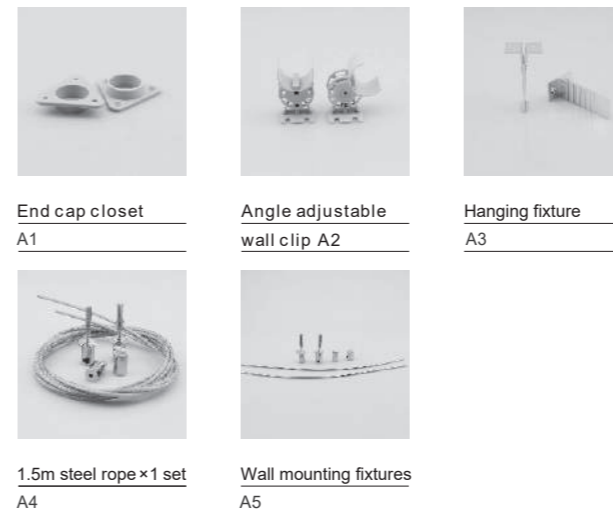 End cap closet
A1
Angle adjustable
wall clip A2
Hanging fixture
A3
1.5m steel rope×1 set
A4
Wall mounting fixtures
A5